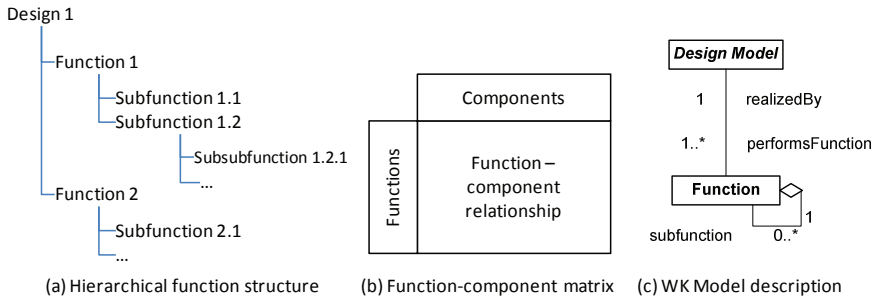 Design 1
Function 1
Subfunction 1.1
Subfunction 1.2
Subsubfunction 1.2.1
...
Function 2
Subfunction 2.1
...
(a) Hierarchical function structure
Components
Functions
Function –
component
relationship
(b) Function-component matrix
Design Model
1 realizedBy
1..* performsFunction
Function
1
subfunction 0..*
(c) WK Model description